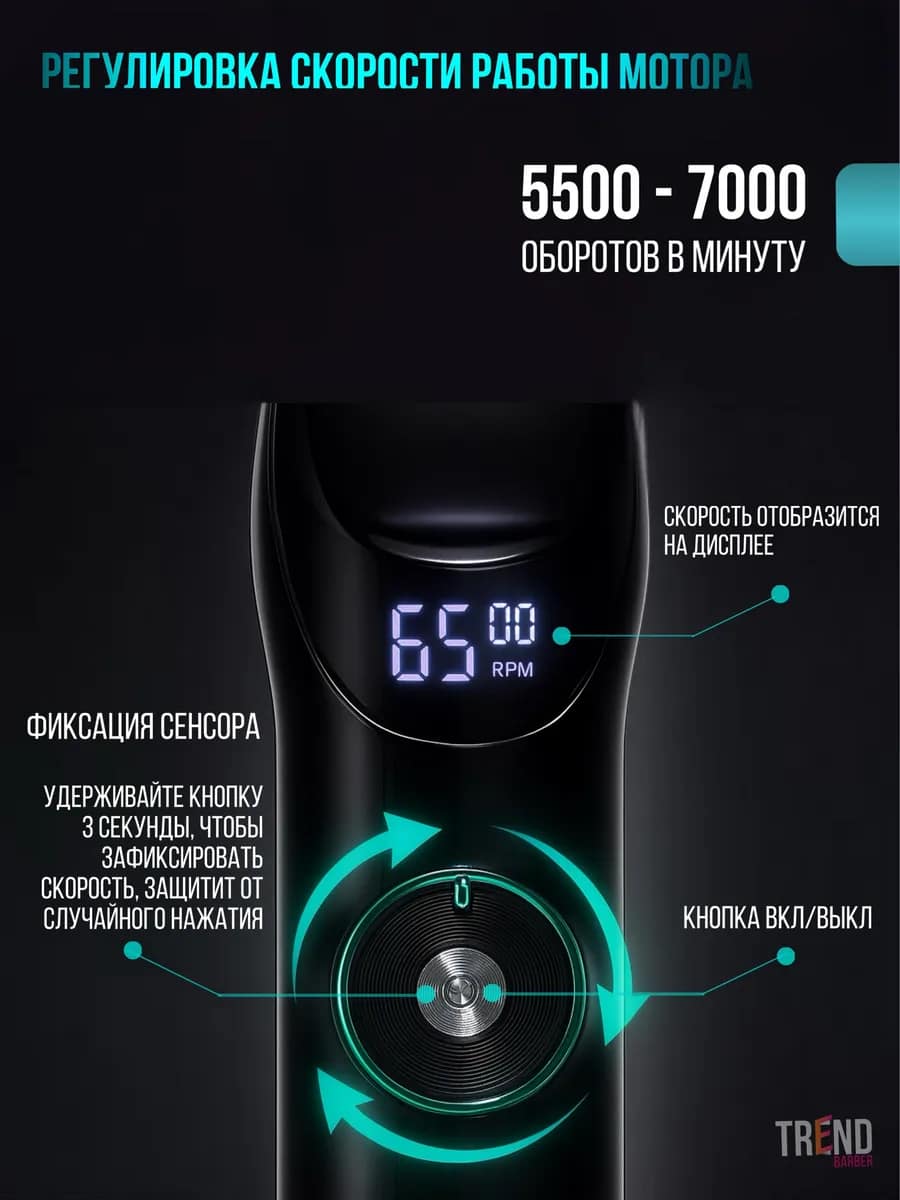 РЕГУЛИРОВКА СКОРОСТИ РАБОТЫ МОТОРА
5500 - 7000
ОБОРОТОВ В МИНУТУ
СКОРОСТЬ ОТОБРАЗИТСЯ
НА ДИСПЛЕЕ
6500
RPM
ФИКСАЦИЯ СЕНСОРА
УДЕРЖИВАЙТЕ КНОПКУ
3 СЕКУНДЫ, ЧТОБЫ
ЗАФИКСИРОВАТЬ
СКОРОСТЬ, ЗАЩИТИТ ОТ
СЛУЧАЙНОГО НАЖАТИЯ
КНОПКА ВКЛ/ВЫКЛ
TREND
BARBER